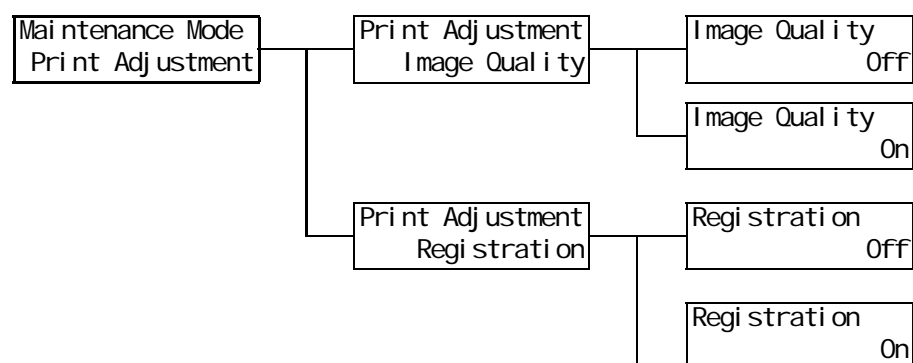 Maintenance Mode
Print Adjustment
Print Adjustment
Image Quality
Image Quality
Off
Image Quality
On
Print Adjustment
Registration
Registration
Off
Registration
On